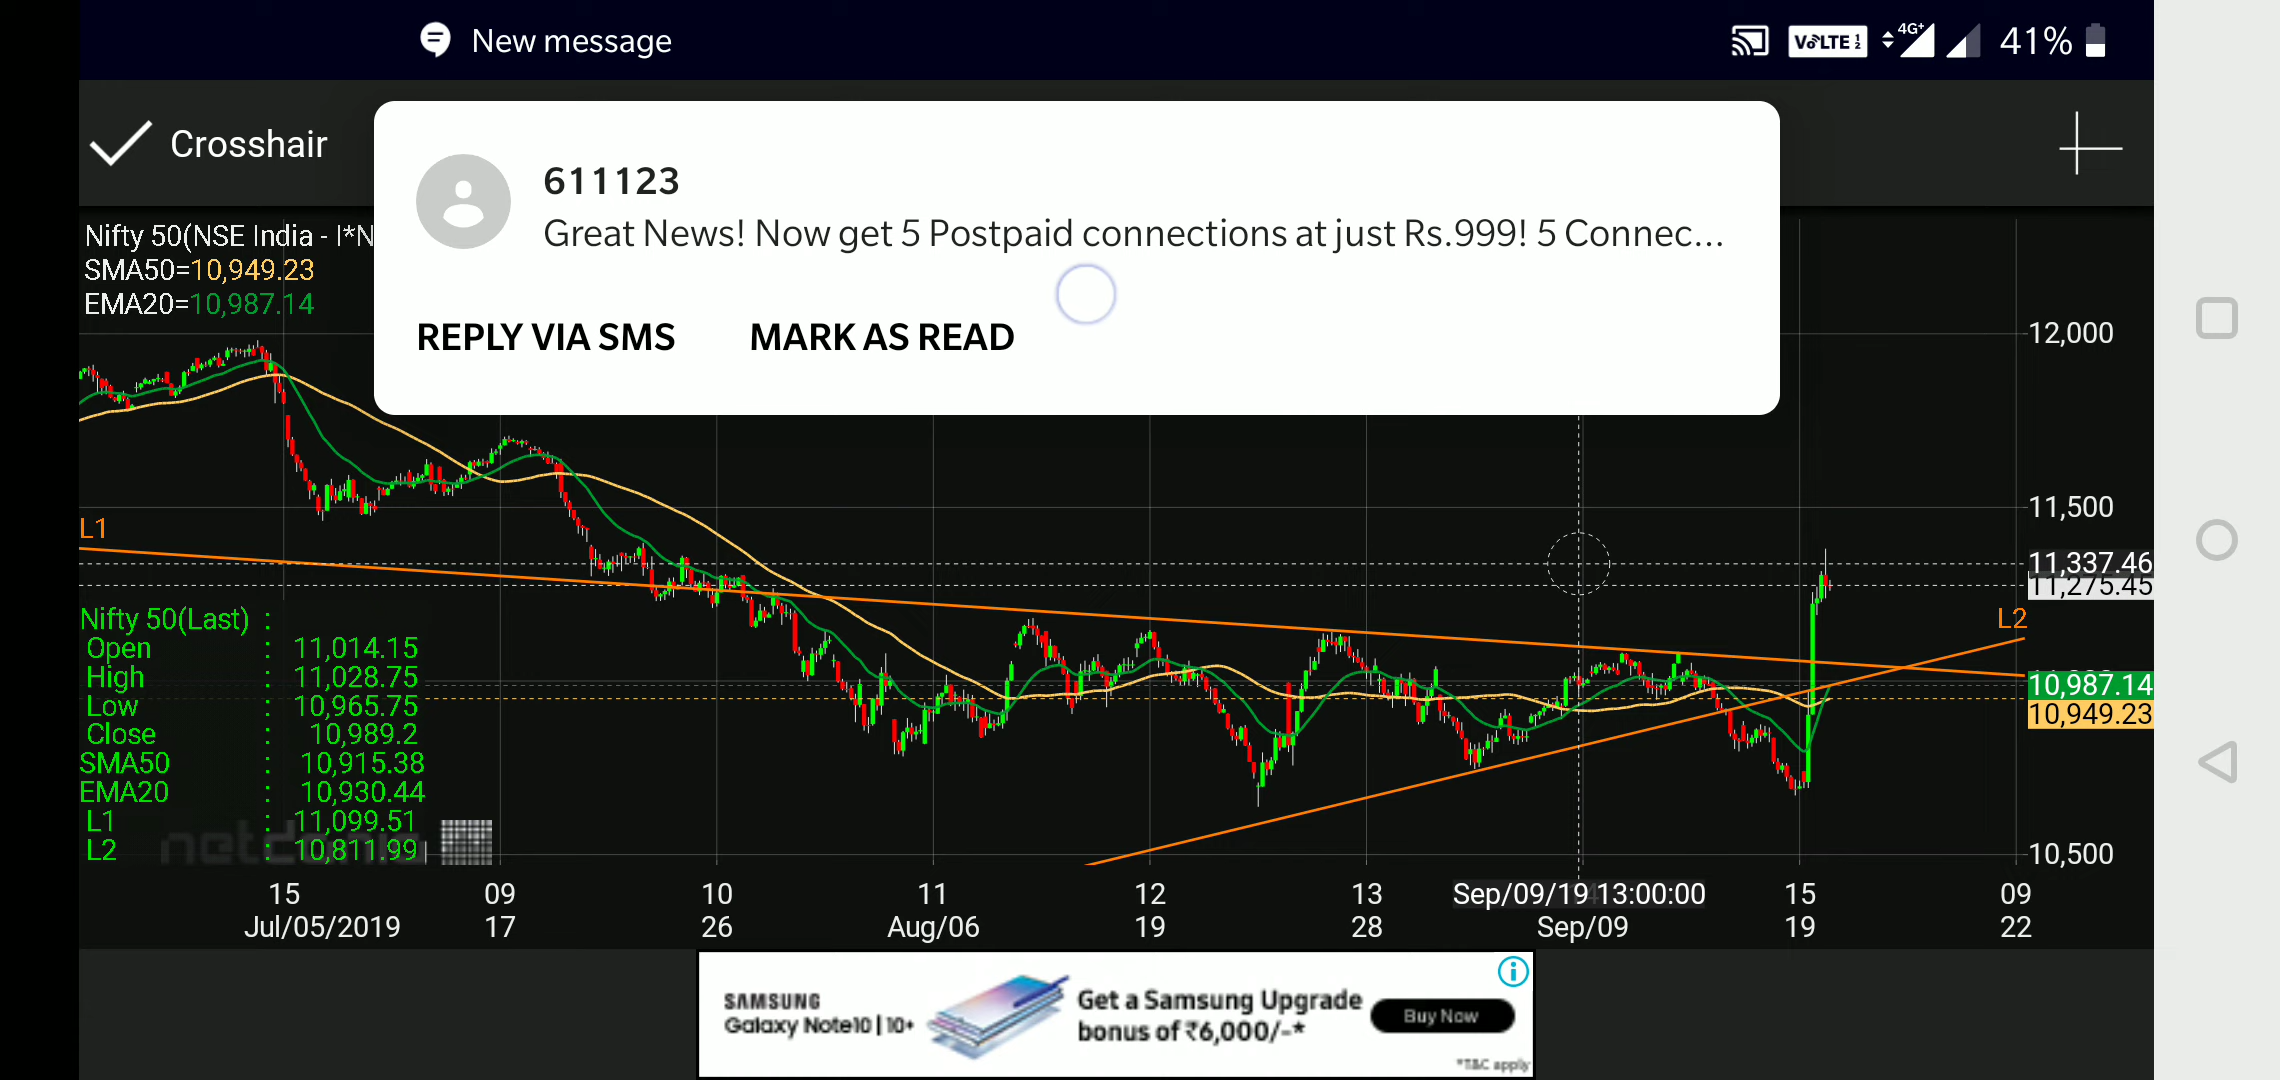 New message
VoLTE 1 2
4G+
41%
Crosshair
611123
Great News! Now get 5 Postpaid connections at just Rs.999! 5 Connec...
REPLY VIA SMS
MARK AS READ
Nifty 50(NSE India - I*N
SMA50=10,949.23
EMA20=10,987.14
12,000
11,500
11,337.46
11,275.45
10,987.14
10,949.23
10,500
L1
L2
Nifty 50(Last) :
Open : 11,014.15
High : 11,028.75
Low : 10,965.75
Close : 10,989.2
SMA50 : 10,915.38
EMA20 : 10,930.44
L1 : 11,099.51
L2 : 10,811.99
15 09 10 11 12 13 Sep/09/19 13:00:00 15 09
Jul/05/2019 17 26 Aug/06 19 28 Sep/09 19 22
SAMSUNG
Galaxy Note10 | 10+
Get a Samsung Upgrade
bonus of ₹6,000/-*
Buy Now
*T&C apply